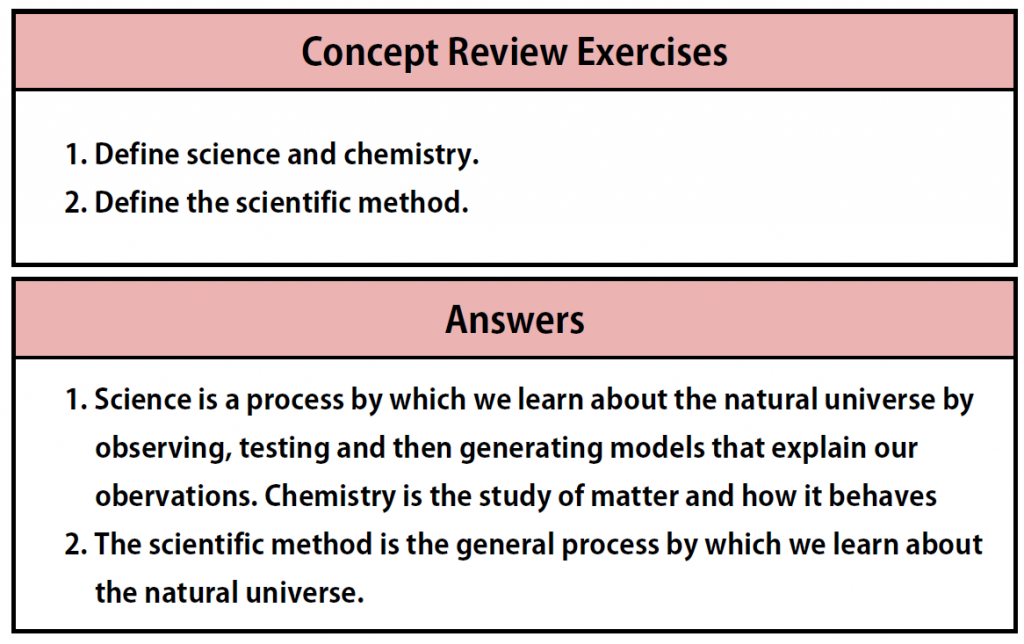 Concept Review Exercises
1. Define science and chemistry.
2. Define the scientific method.
Answers
1. Science is a process by which we learn about the natural universe by
observing, testing and then generating models that explain our
obervations. Chemistry is the study of matter and how it behaves
2. The scientific method is the general process by which we learn about
the natural universe.